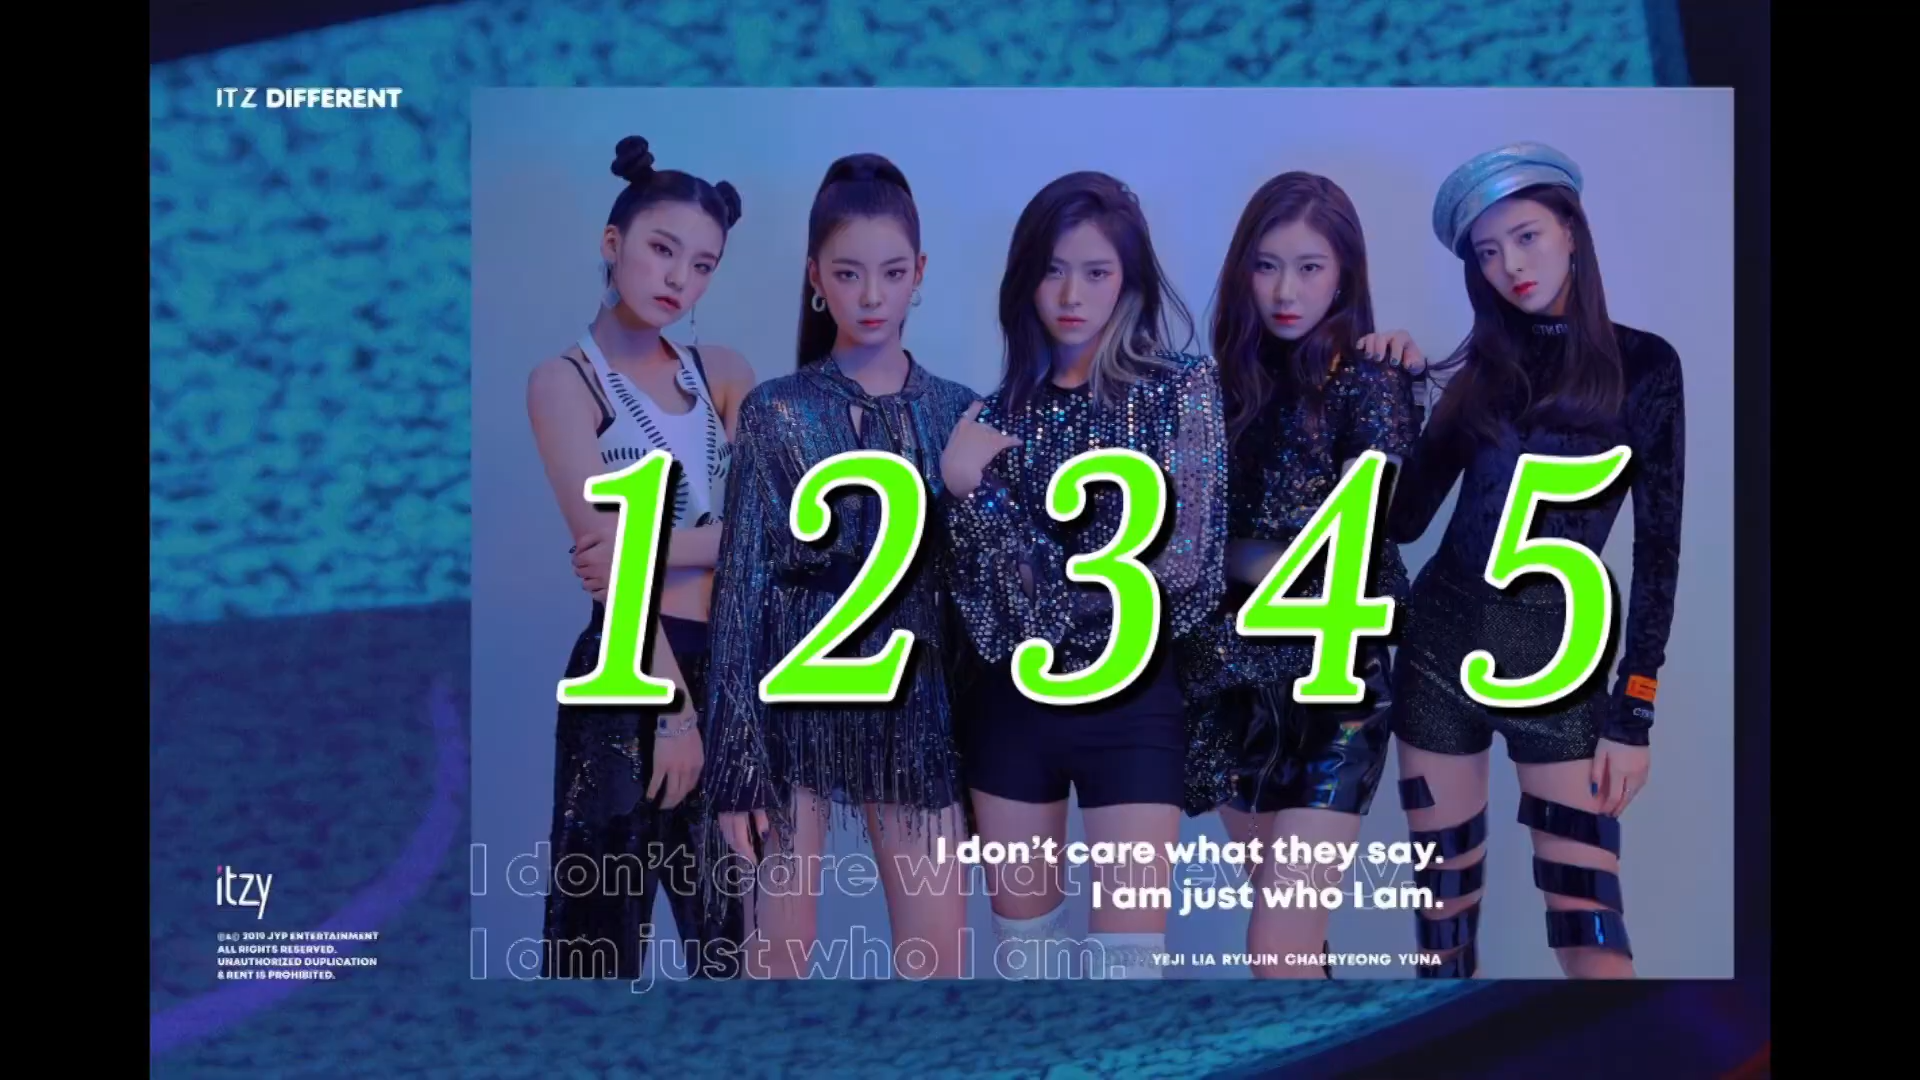 ITZ DIFFERENT
1 2 3 4 5
I don't care what they say.
I am just who I am.
I don't care what they say.
I am just who I am.
YEJI LIA RYUJIN CHAERYEONG YUNA
itzy
℗&© 2019 JYP ENTERTAINMENT
ALL RIGHTS RESERVED.
UNAUTHORIZED DUPLICATION
& RENT IS PROHIBITED.